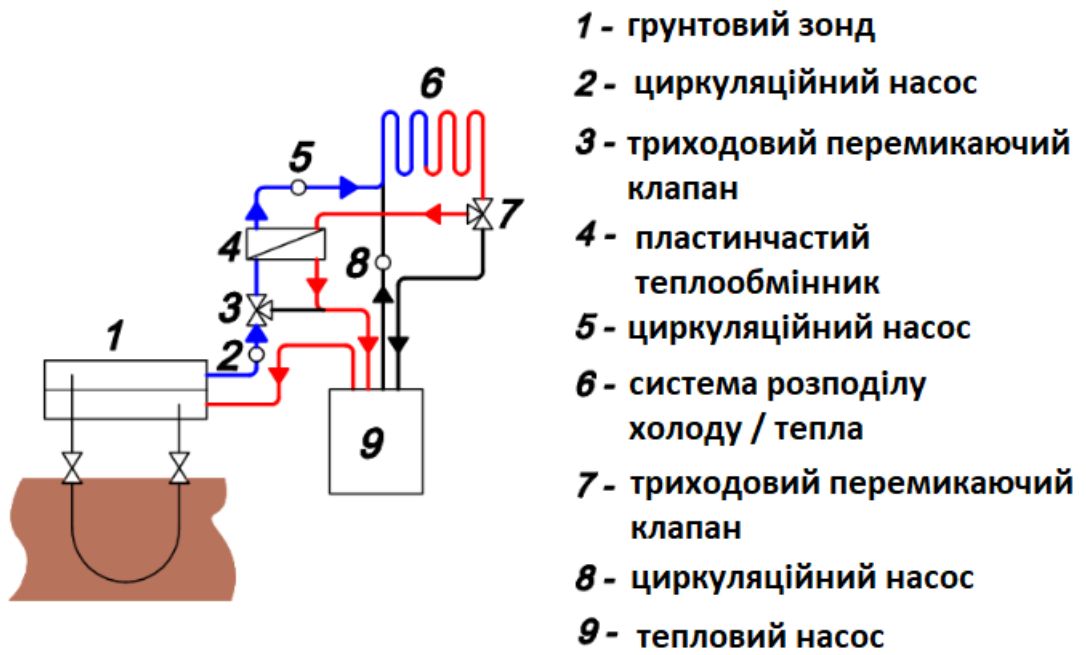 1 - грунтовий зонд
2 - циркуляційний насос
3 - триходовий перемикаючий
клапан
4 - пластинчастий
теплообмінник
5 - циркуляційний насос
6 - система розподілу
холоду / тепла
7 - триходовий перемикаючий
клапан
8 - циркуляційний насос
9 - тепловий насос
6
5
7
4
8
3
1
2
9